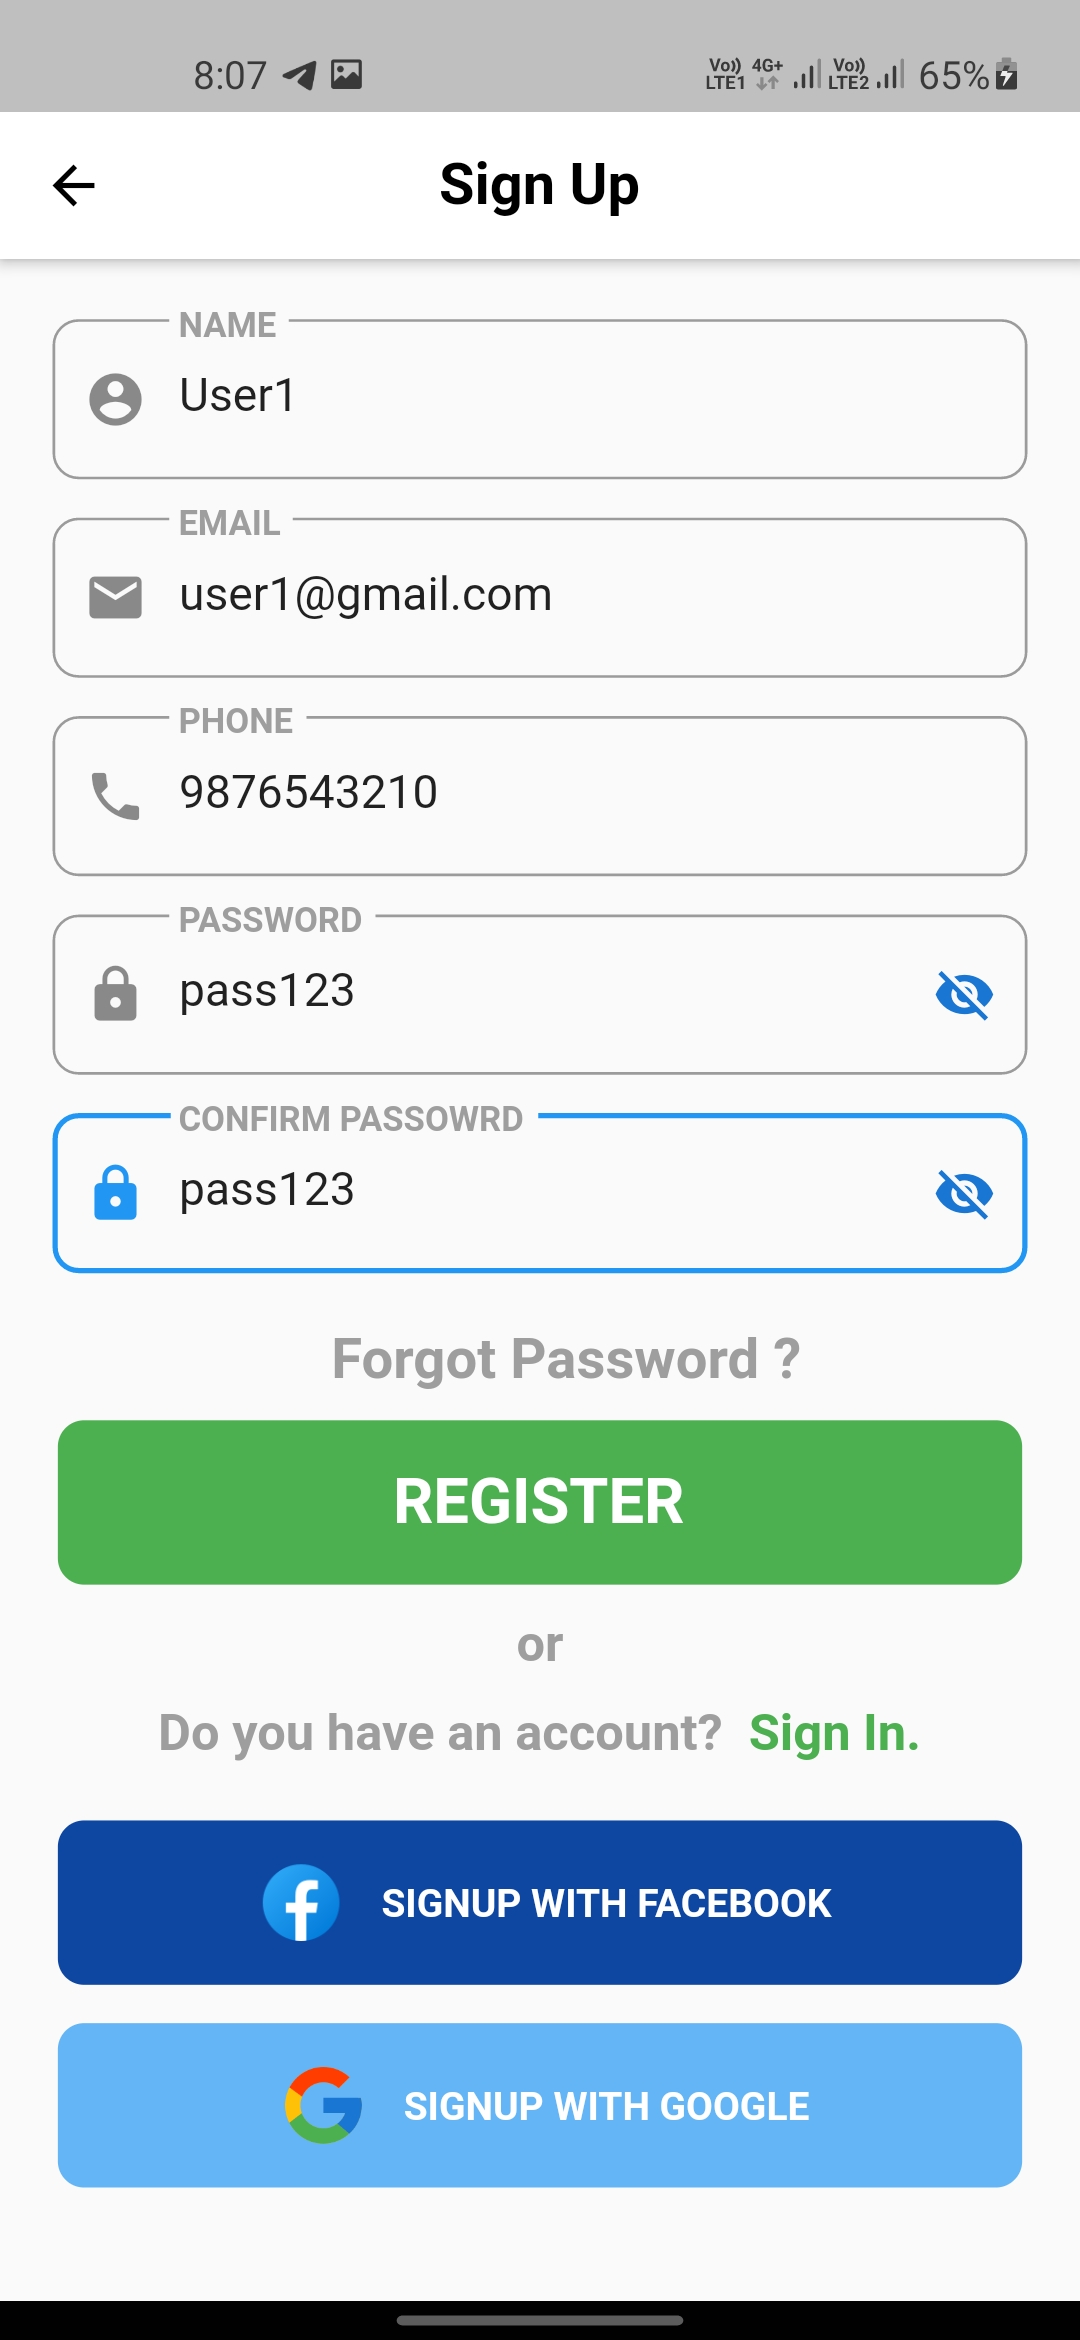 8:07 Vo)) LTE1 4G+ Vo)) LTE2 65%
Sign Up
NAME
User1
EMAIL
user1@gmail.com
PHONE
9876543210
PASSWORD
pass123
CONFIRM PASSOWRD
pass123
Forgot Password ?
REGISTER
or
Do you have an account? Sign In.
SIGNUP WITH FACEBOOK
SIGNUP WITH GOOGLE